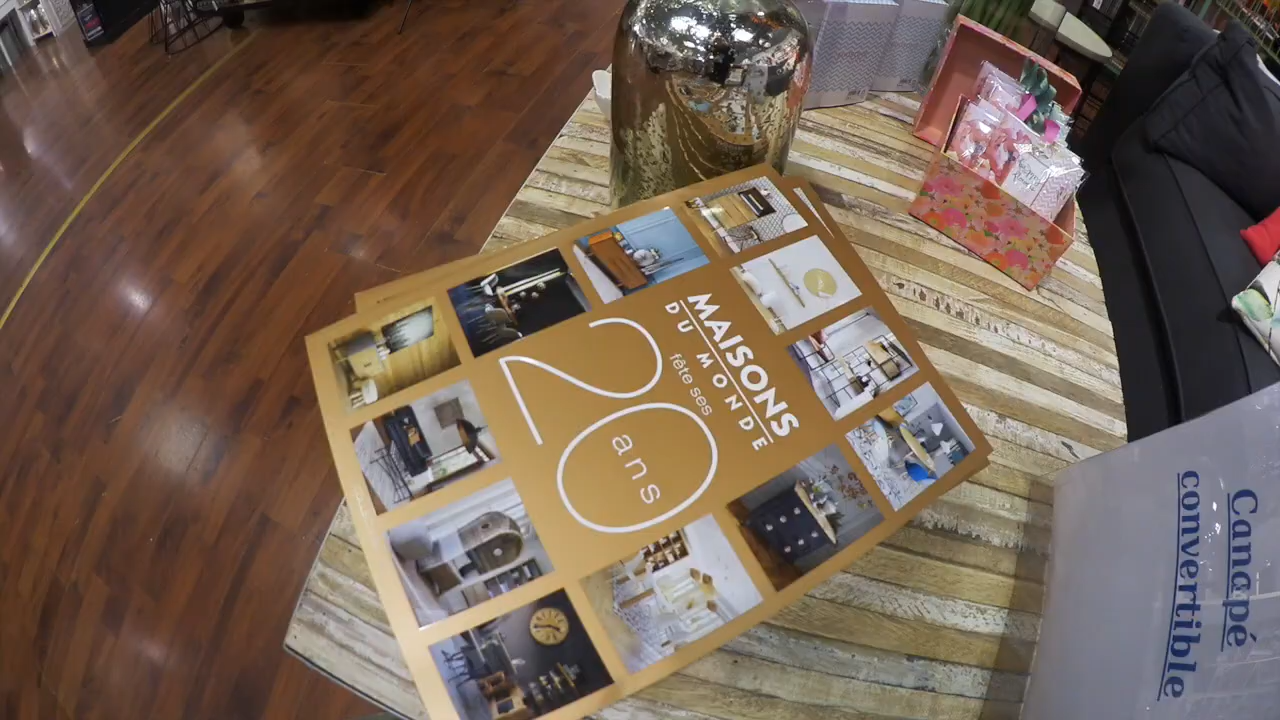 MAISONS
DU MONDE
fête ses
20
ans
Canapé
convertible